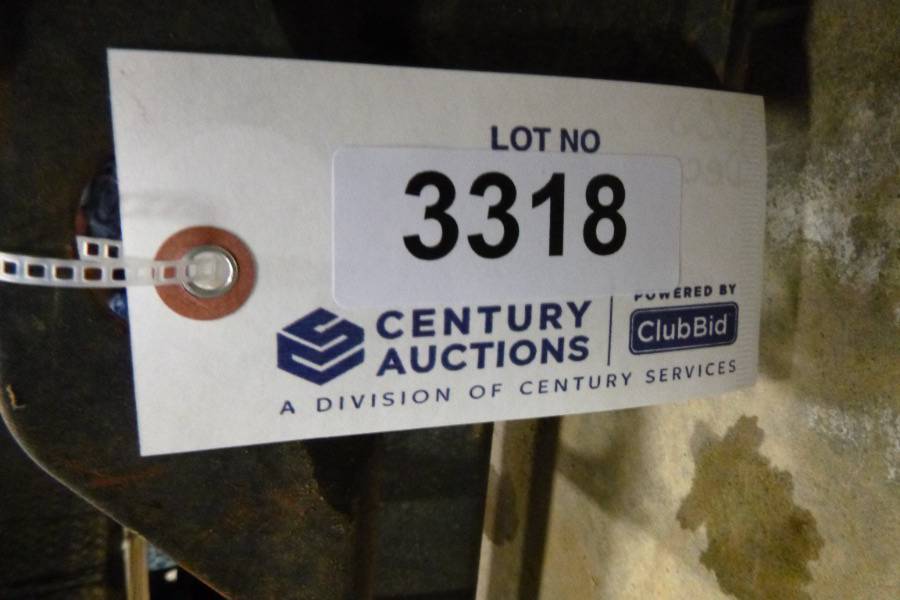 LOT NO
3318
CENTURY
AUCTIONS
POWERED BY
ClubBid
A DIVISION OF CENTURY SERVICES